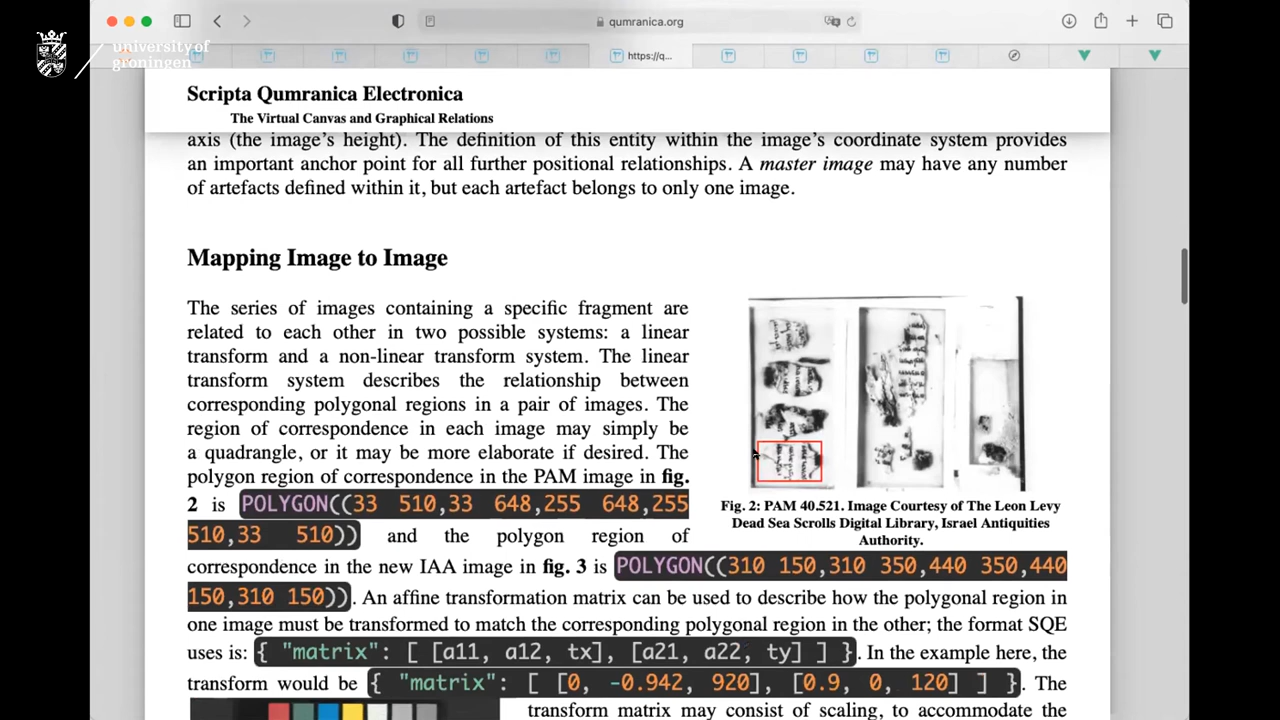 qumranica.org
university of
groningen
https://q...
Scripta Qumranica Electronica
The Virtual Canvas and Graphical Relations
axis (the image's height). The definition of this entity within the image's coordinate system provides
an important anchor point for all further positional relationships. A master image may have any number
of artefacts defined within it, but each artefact belongs to only one image.
Mapping Image to Image
The series of images containing a specific fragment are
related to each other in two possible systems: a linear
transform and a non-linear transform system. The linear
transform system describes the relationship between
corresponding polygonal regions in a pair of images. The
region of correspondence in each image may simply be
a quadrangle, or it may be more elaborate if desired. The
polygon region of correspondence in the PAM image in fig.
2 is POLYGON((33 510,33 648,255 648,255
510,33 510)) and the polygon region of
Fig. 2: PAM 40.521. Image Courtesy of The Leon Levy
Dead Sea Scrolls Digital Library, Israel Antiquities
Authority.
correspondence in the new IAA image in fig. 3 is POLYGON((310 150,310 350,440 350,440
150,310 150)). An affine transformation matrix can be used to describe how the polygonal region in
one image must be transformed to match the corresponding polygonal region in the other; the format SQE
uses is: { "matrix": [ [a11, a12, tx], [a21, a22, ty] ] }. In the example here, the
transform would be { "matrix": [ [0, -0.942, 920], [0.9, 0, 120] ] }. The
transform matrix may consist of scaling, to accommodate the